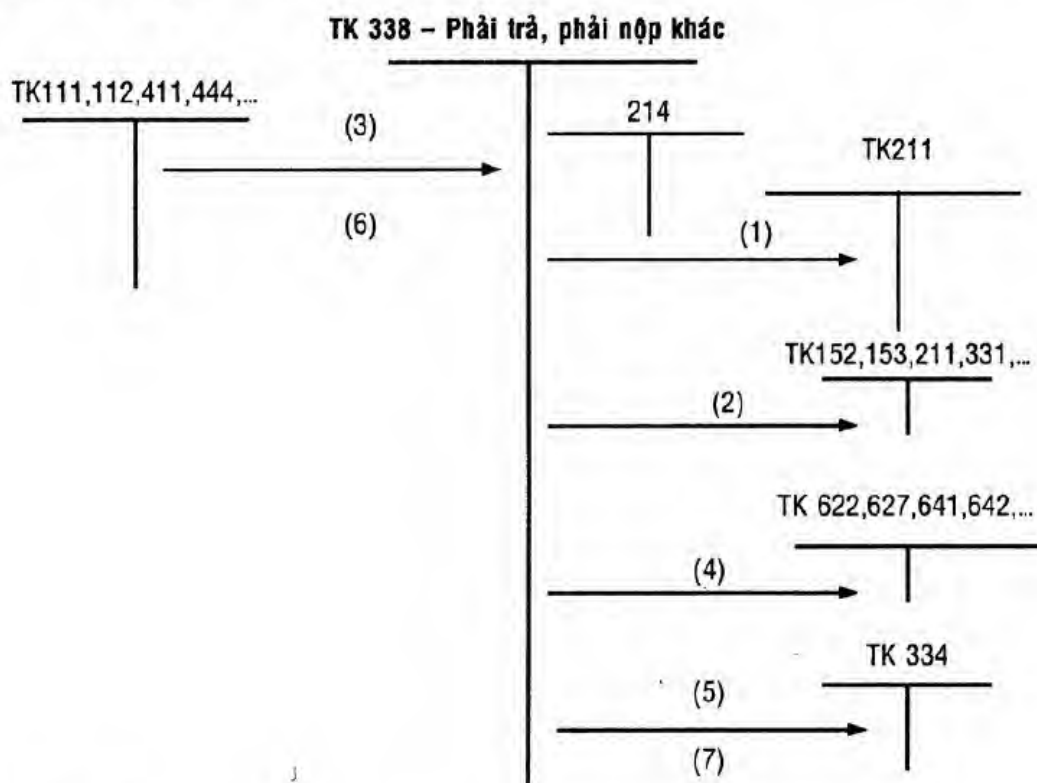 TK 338 – Phải trả, phải nộp khác
TK111,112,411,444,...
(3)
(6)
214
TK211
(1)
TK152,153,211,331,...
(2)
TK 622,627,641,642,...
(4)
TK 334
(5)
(7)